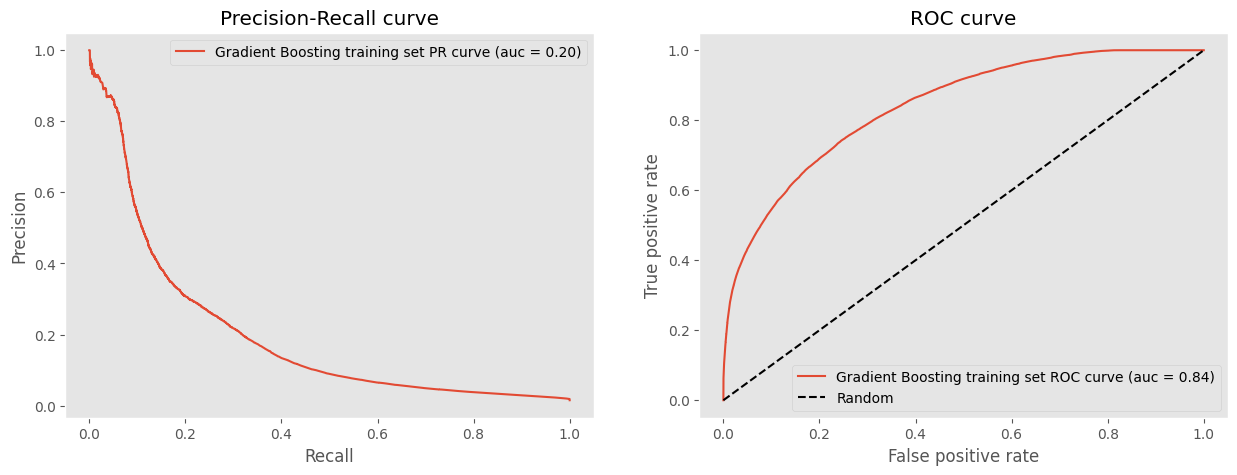 Precision-Recall curve
Gradient Boosting training set PR curve (auc = 0.20)
Precision
1.0
0.8
0.6
0.4
0.2
0.0
0.0 0.2 0.4 0.6 0.8 1.0
Recall
ROC curve
True positive rate
1.0
0.8
0.6
0.4
0.2
0.0
Gradient Boosting training set ROC curve (auc = 0.84)
Random
0.0 0.2 0.4 0.6 0.8 1.0
False positive rate